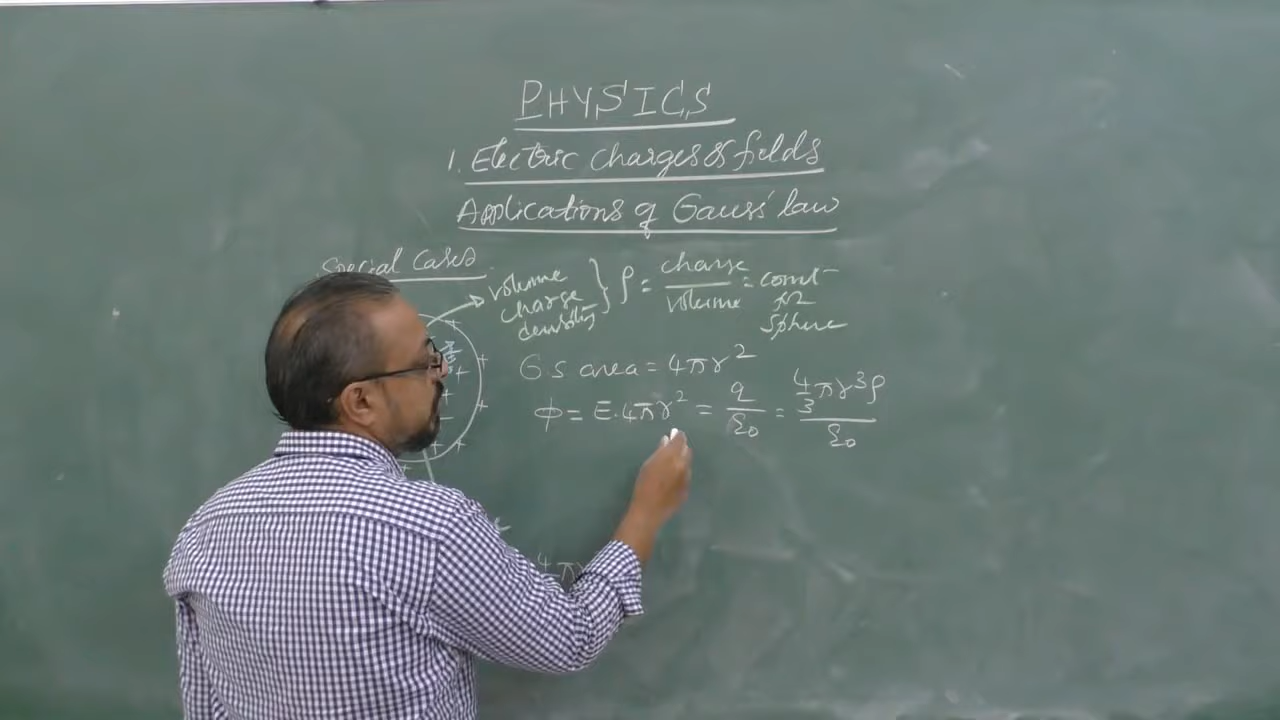 PHYSICS
1. Electric charges & fields
Applications of Gauss' law
Special Cases
volume charge density } ρ = charge / volume = const for sphere
G.S area = 4πr²
φ = E.4πr² = q/ε₀ = 4/3 πr³ρ / ε₀
4 π